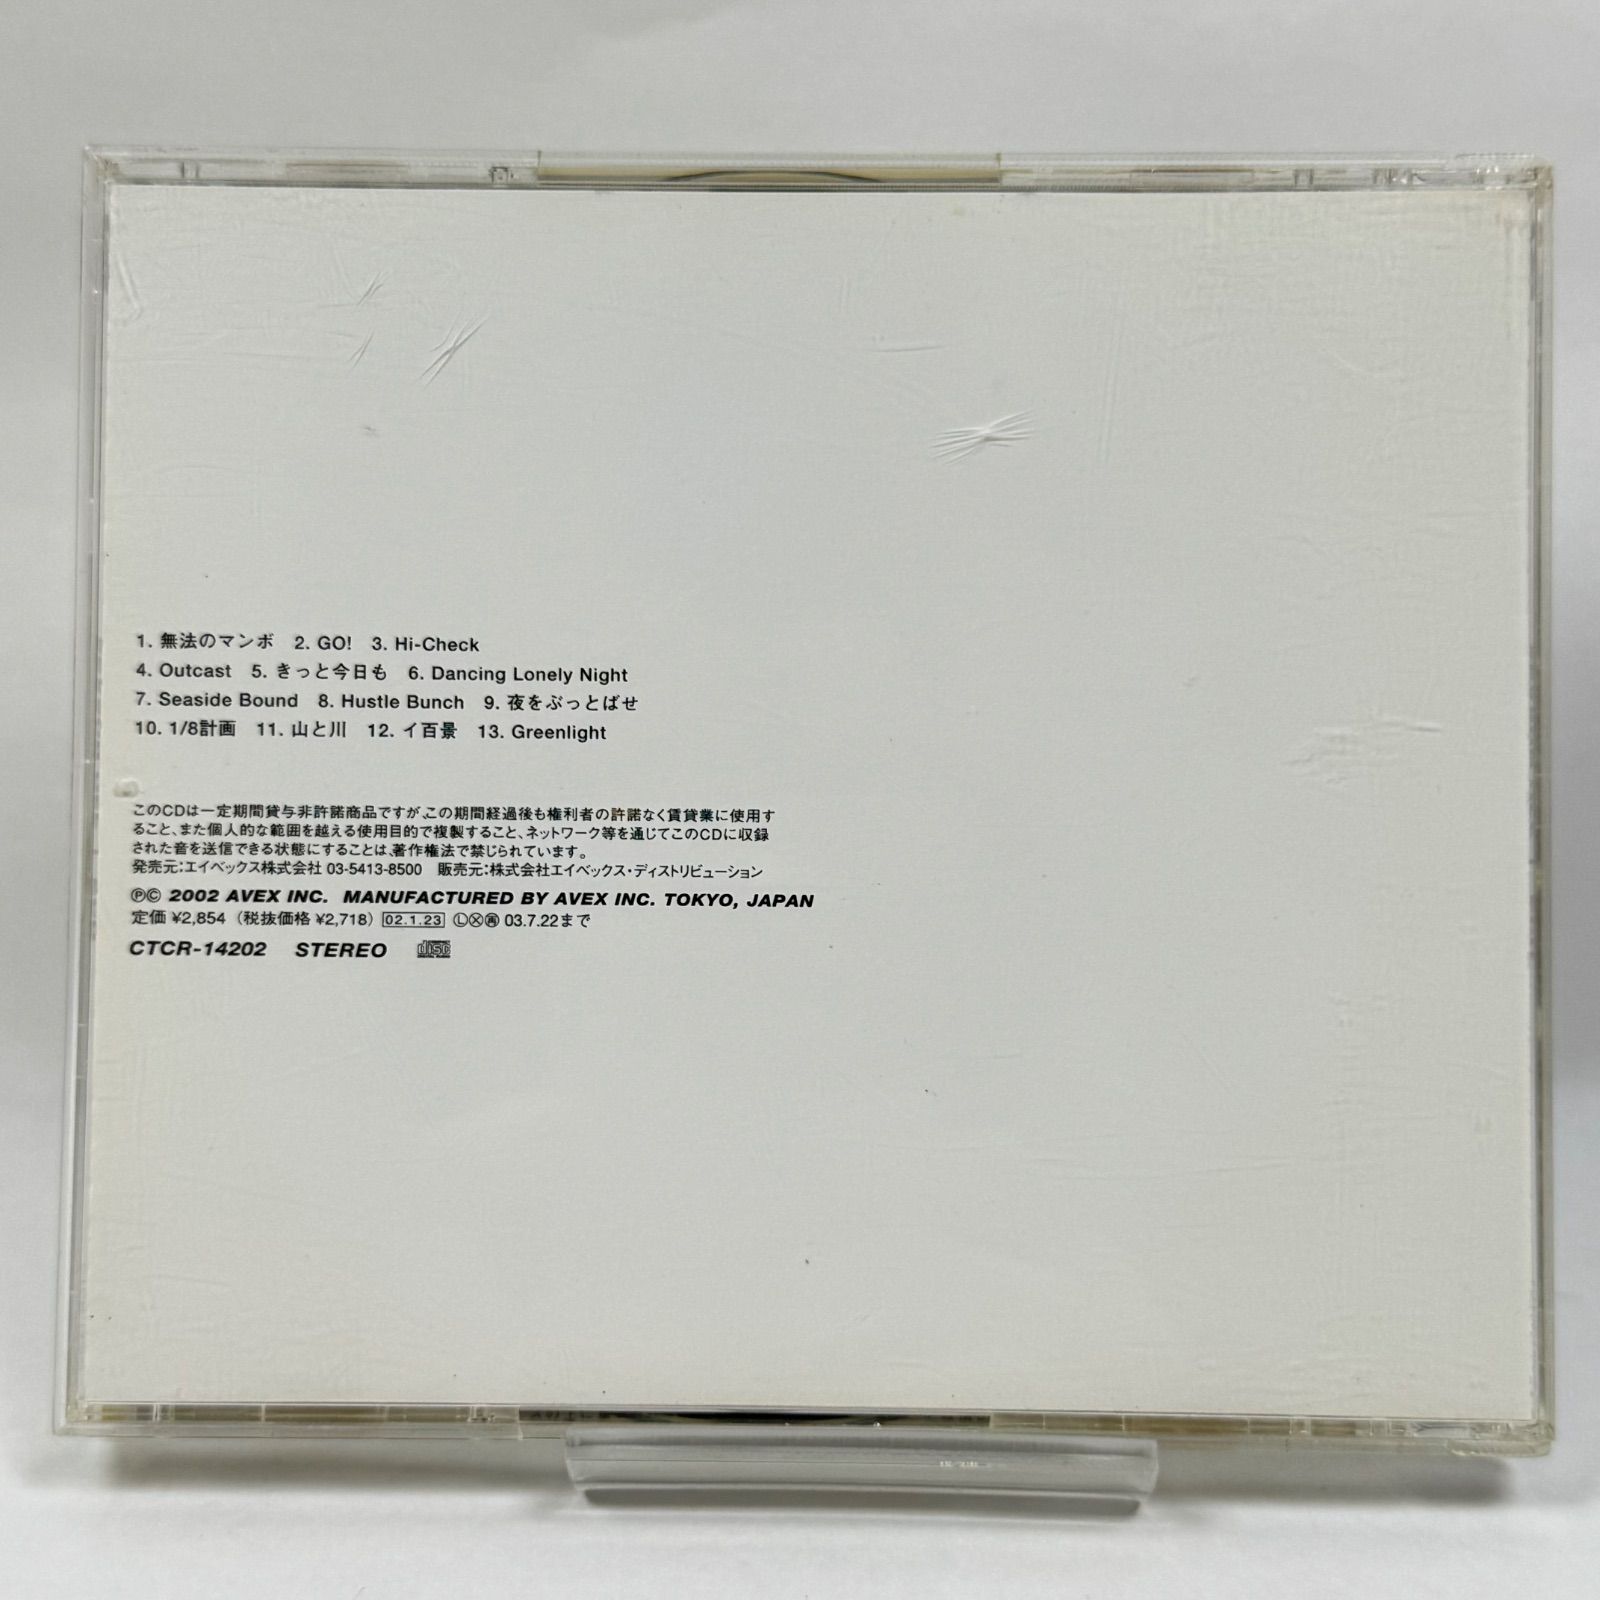 1. 無法のマンボ 2. GO! 3. Hi-Check
4. Outcast 5. きっと今日も 6. Dancing Lonely Night
7. Seaside Bound 8. Hustle Bunch 9. 夜をぶっとばせ
10. 1/8計画 11. 山と川 12. イ百景 13. Greenlight
このCDは一定期間貸与非許諾商品ですが、この期間経過後も権利者の許諾なく賃貸業に使用す
ること、また個人的な範囲を越える使用目的で複製すること、ネットワーク等を通じてこのCDに収録
された音を送信できる状態にすることは、著作権法で禁じられています。
発売元:エイベックス株式会社 03-5413-8500 販売元:株式会社エイベックス・ディストリビューション
ⓅⒸ 2002 AVEX INC. MANUFACTURED BY AVEX INC. TOKYO, JAPAN
定価 ¥2,854 (税抜価格 ¥2,718) 02.1.23 Ⓛⓧ㊢ 03.7.22まで
CTCR-14202 STEREO disc